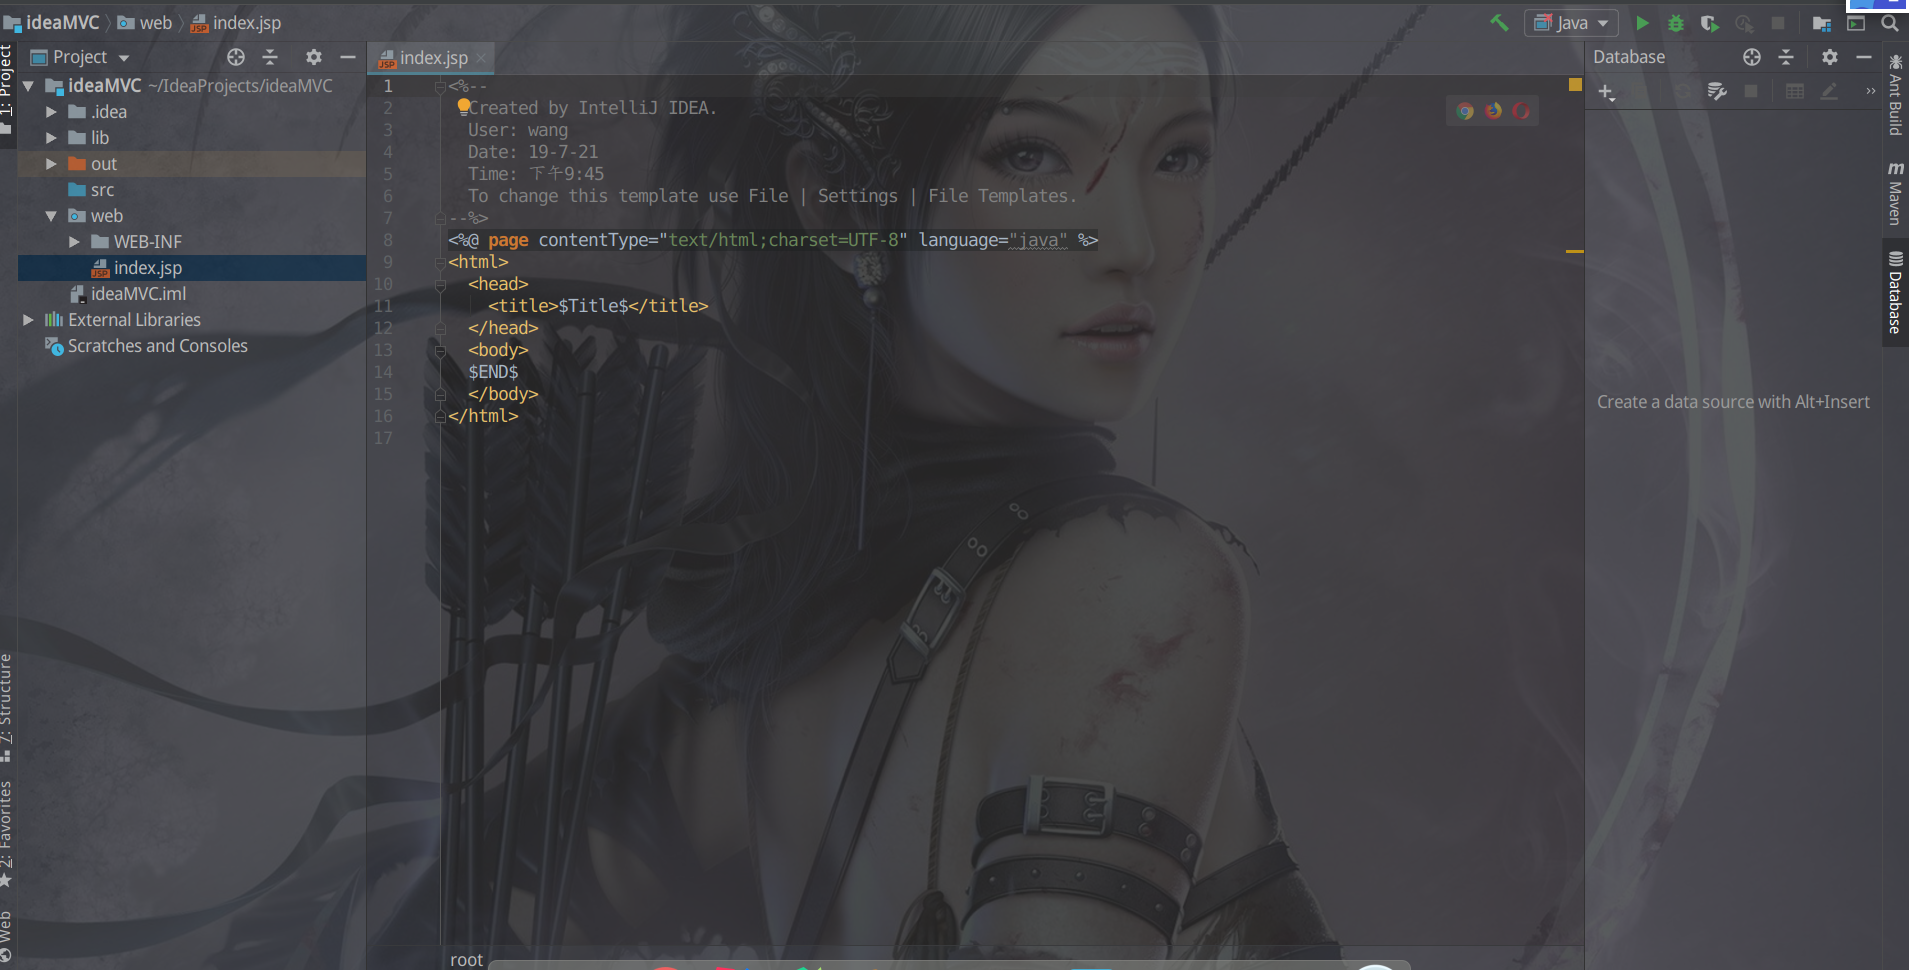 ideaMVC web index.jsp Java
1: Project
Project
index.jsp
Database
ideaMVC ~/IdeaProjects/ideaMVC
.idea
lib
out
src
web
WEB-INF
index.jsp
ideaMVC.iml
External Libraries
Scratches and Consoles
1 <%--
2 Created by IntelliJ IDEA.
3 User: wang
4 Date: 19-7-21
5 Time: 下午9:45
6 To change this template use File | Settings | File Templates.
7 --%>
8 <%@ page contentType="text/html;charset=UTF-8" language="java" %>
9 <html>
10 <head>
11 <title>$Title$</title>
12 </head>
13 <body>
14 $END$
15 </body>
16 </html>
17
Create a data source with Alt+Insert
Ant Build
m Maven
Database
7: Structure
2: Favorites
Web
root